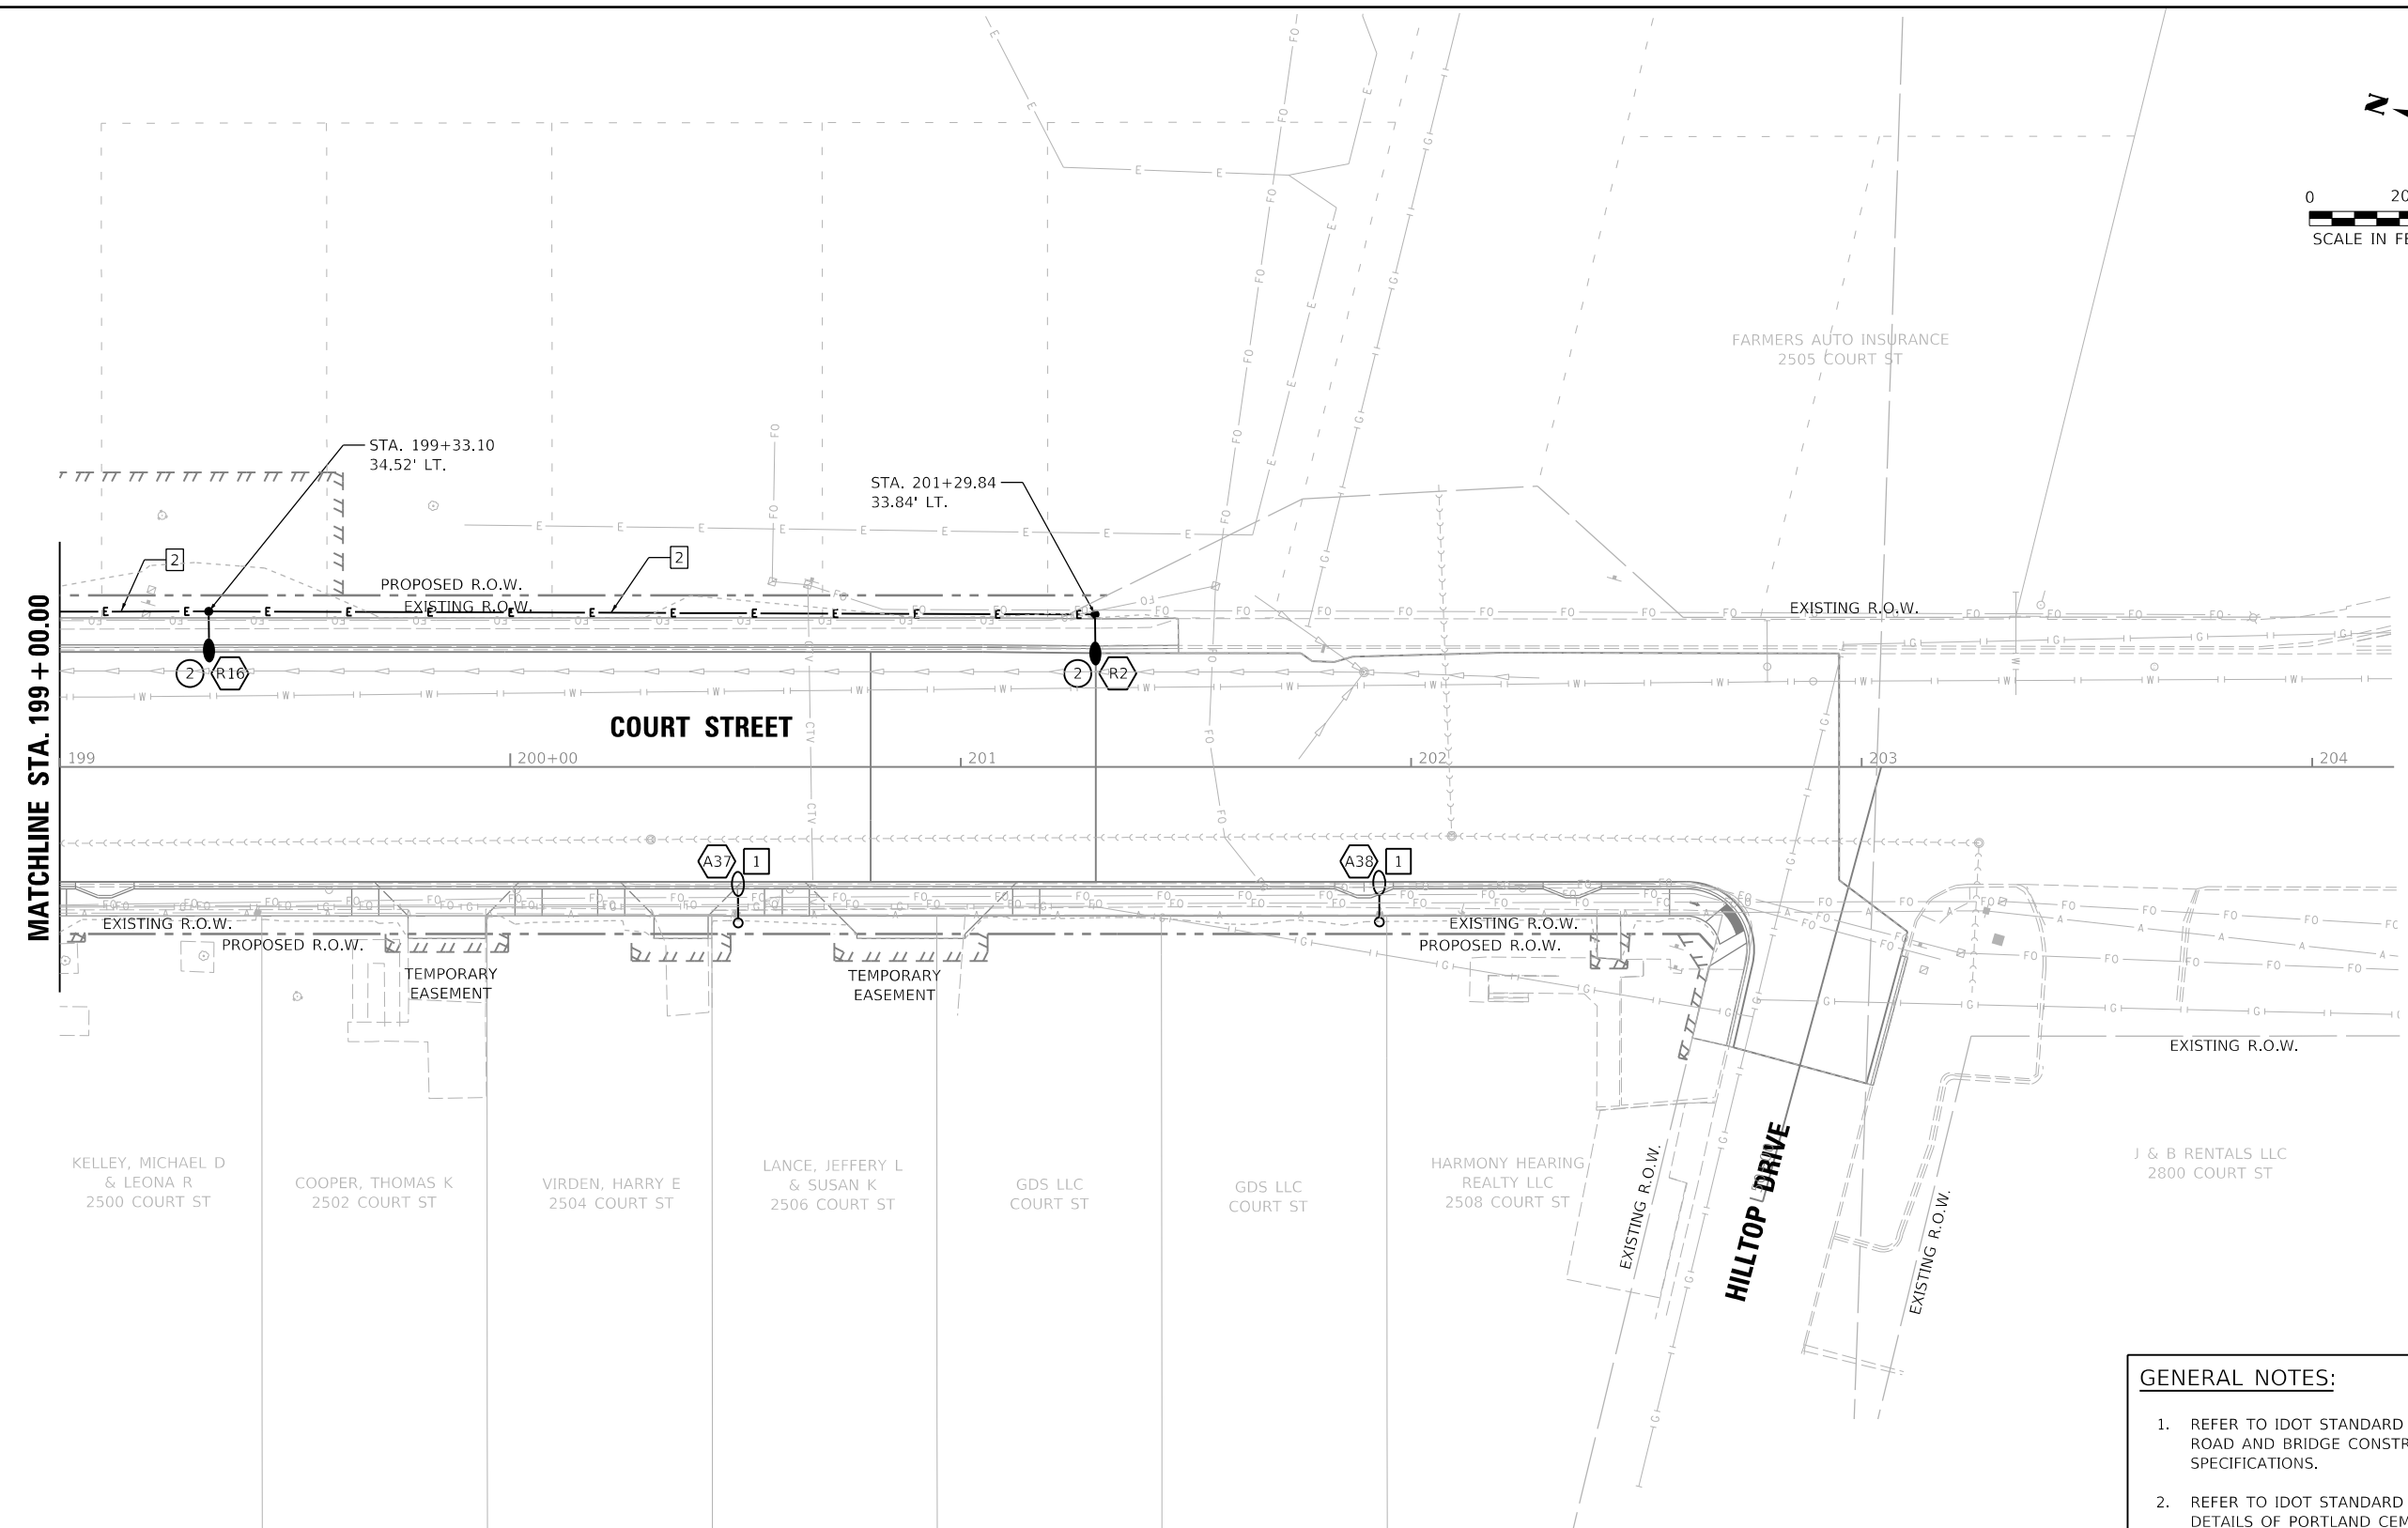 N
0 20
SCALE IN FE
FARMERS AUTO INSURANCE
2505 COURT ST
STA. 199+33.10
34.52' LT.
STA. 201+29.84
33.84' LT.
2
2
PROPOSED R.O.W.
EXISTING R.O.W.
EXISTING R.O.W.
MATCHLINE STA. 199+00.00
2
R16
2
R2
COURT STREET
199
200+00
201
202
203
204
A37
1
A38
1
EXISTING R.O.W.
PROPOSED R.O.W.
EXISTING R.O.W.
PROPOSED R.O.W.
TEMPORARY
EASEMENT
TEMPORARY
EASEMENT
EXISTING R.O.W.
KELLEY, MICHAEL D
& LEONA R
2500 COURT ST
COOPER, THOMAS K
2502 COURT ST
VIRDEN, HARRY E
2504 COURT ST
LANCE, JEFFERY L
& SUSAN K
2506 COURT ST
GDS LLC
COURT ST
GDS LLC
COURT ST
HARMONY HEARING
REALTY LLC
2508 COURT ST
J & B RENTALS LLC
2800 COURT ST
EXISTING R.O.W.
HILLTOP DRIVE
EXISTING R.O.W.
GENERAL NOTES:
1. REFER TO IDOT STANDARD
ROAD AND BRIDGE CONSTR
SPECIFICATIONS.
2. REFER TO IDOT STANDARD
DETAILS OF PORTLAND CEM